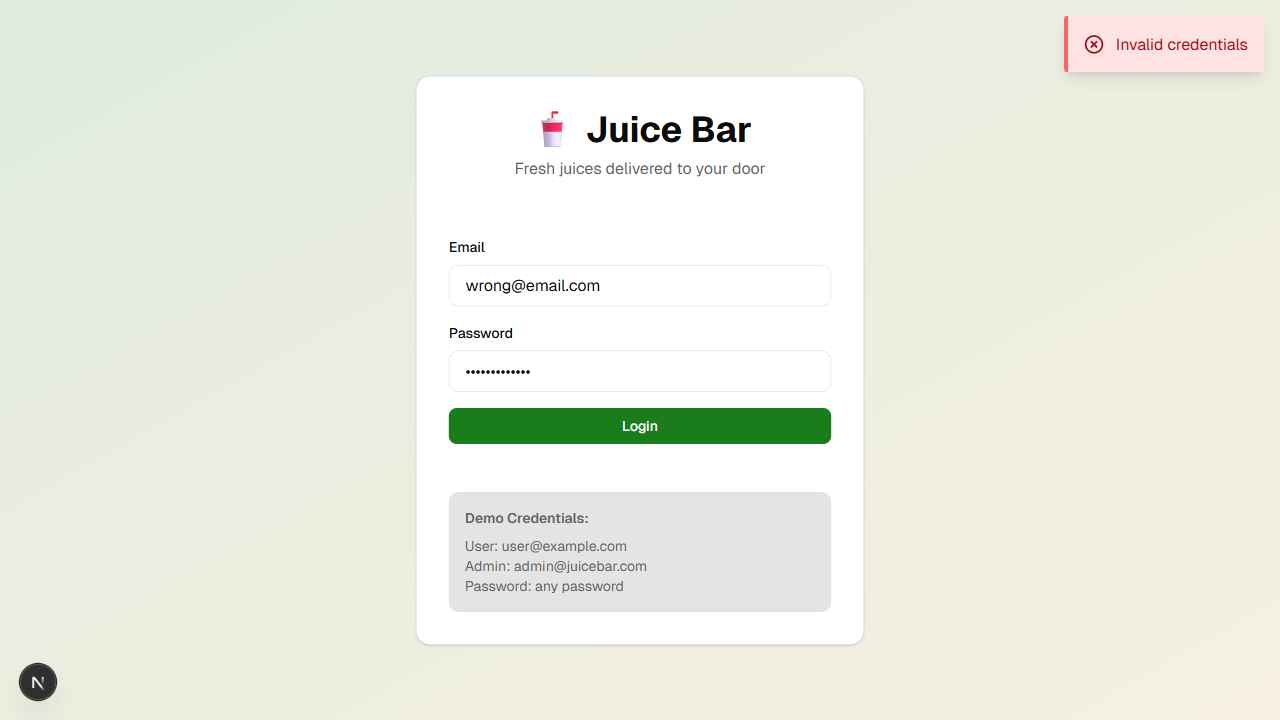 Invalid credentials
Juice Bar
Fresh juices delivered to your door
Email
wrong@email.com
Password
•••••••••••••
Login
Demo Credentials:
User: user@example.com
Admin: admin@juicebar.com
Password: any password
N